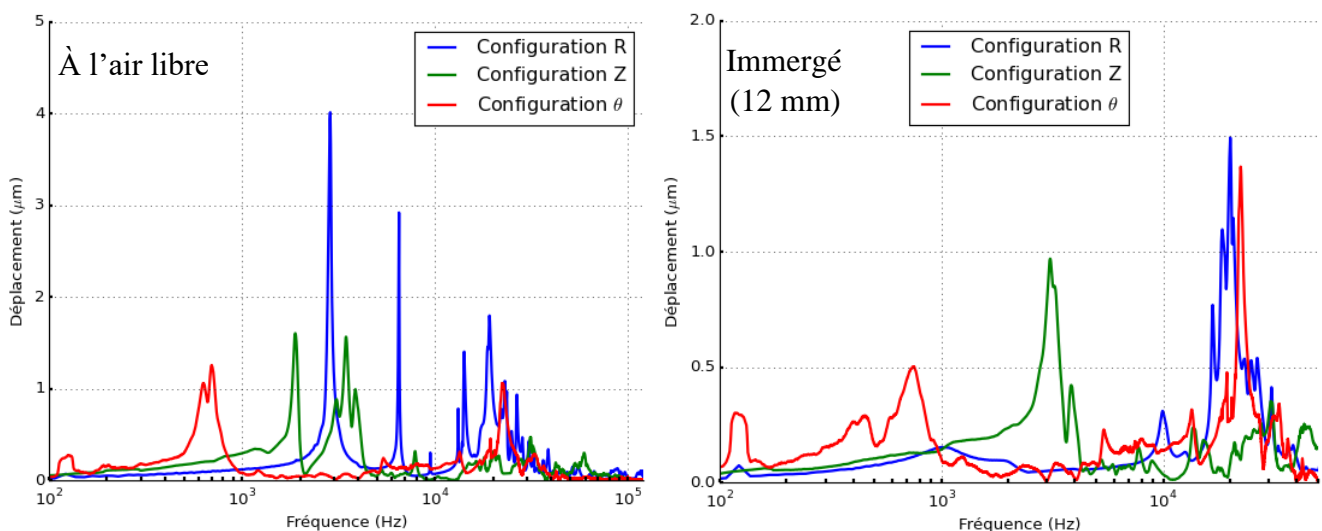 À l'air libre
Configuration R
Configuration Z
Configuration θ
Déplacement (μm)
5
4
3
2
1
0
10²
10³
10⁴
10⁵
Fréquence (Hz)
Immergé
(12 mm)
Configuration R
Configuration Z
Configuration θ
Déplacement (μm)
2.0
1.5
1.0
0.5
0.0
10²
10³
10⁴
Fréquence (Hz)